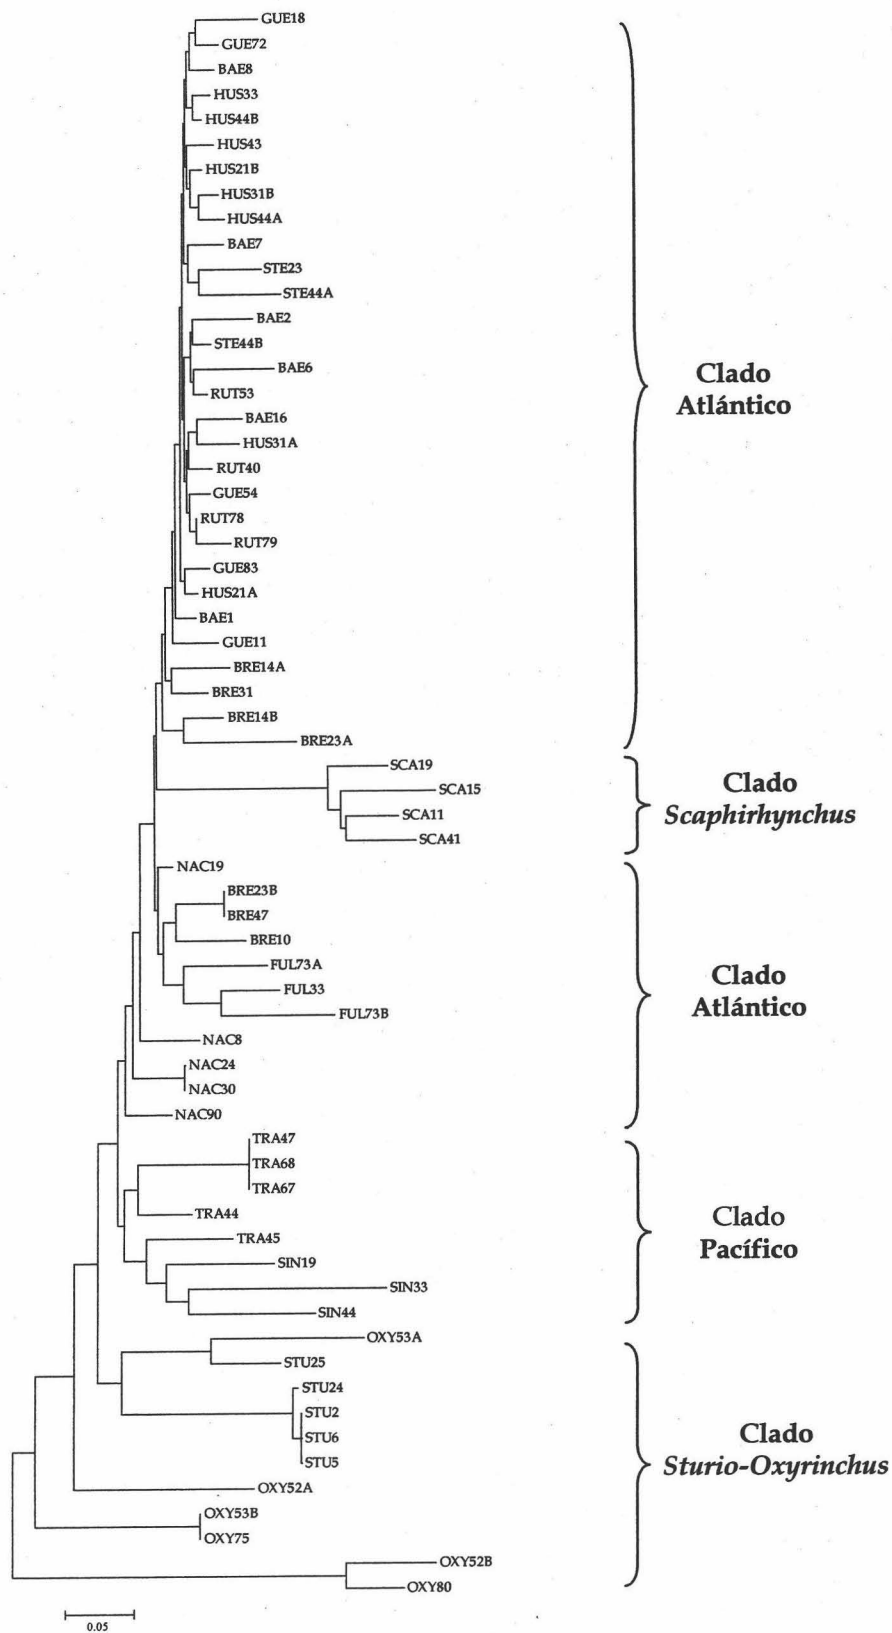 GUE18
GUE72
BAE8
HUS33
HUS44B
HUS43
HUS21B
HUS31B
HUS44A
BAE7
STE23
STE44A
BAE2
STE44B
BAE6
RUT53
BAE16
HUS31A
RUT40
GUE54
RUT78
RUT79
GUE83
HUS21A
BAE1
GUE11
BRE14A
BRE31
BRE14B
BRE23A
Clado
Atlántico
SCA19
SCA15
SCA11
SCA41
Clado
Scaphirhynchus
NAC19
BRE23B
BRE47
BRE10
FUL73A
FUL33
FUL73B
NAC8
NAC24
NAC30
NAC90
Clado
Atlántico
TRA47
TRA68
TRA67
TRA44
TRA45
SIN19
SIN33
SIN44
Clado
Pacífico
OXY53A
STU25
STU24
STU2
STU6
STU5
OXY52A
OXY53B
OXY75
OXY52B
OXY80
Clado
Sturio-Oxyrinchus
0.05